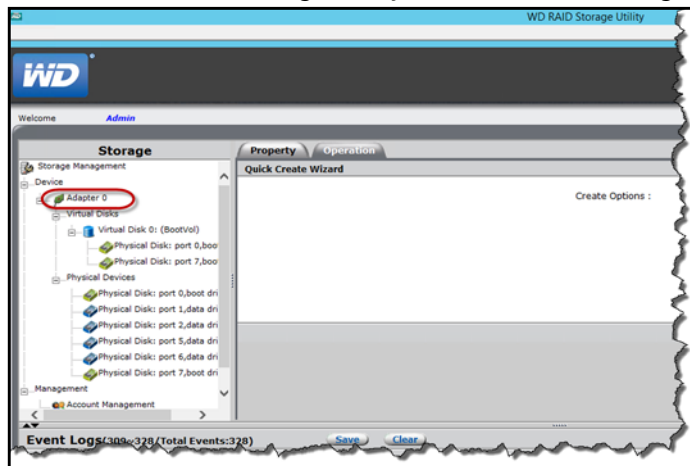 WD RAID Storage Utility
WD
Welcome Admin
Storage
Property Operation
Storage Management
Quick Create Wizard
Device
Adapter 0
Create Options :
Virtual Disks
Virtual Disk 0: (BootVol)
Physical Disk: port 0,boo
Physical Disk: port 7,boo
Physical Devices
Physical Disk: port 0,boot dri
Physical Disk: port 1,data dri
Physical Disk: port 2,data dri
Physical Disk: port 5,data dri
Physical Disk: port 6,data dri
Physical Disk: port 7,boot dri
Management
Account Management
Event Logs(309~328/Total Events:328) Save Clear